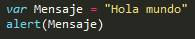 var Mensaje = "Hola mundo"
alert(Mensaje)